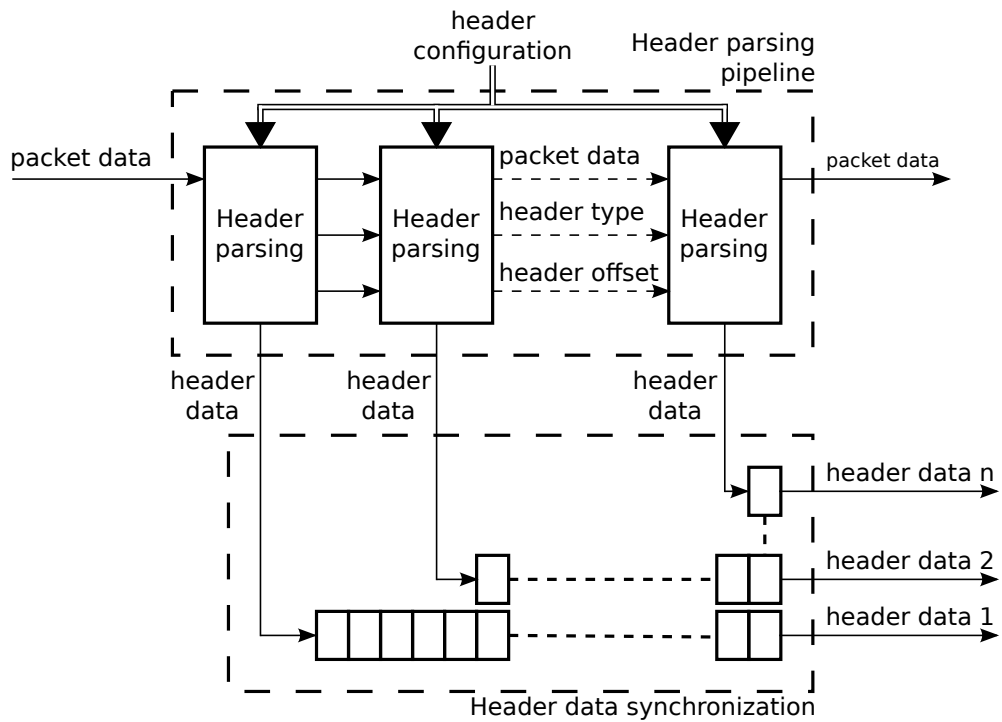 header
configuration
Header parsing
pipeline
packet data
packet data
packet data
Header
parsing
Header
parsing
header type
Header
parsing
header offset
header
data
header
data
header
data
header data n
header data 2
header data 1
Header data synchronization